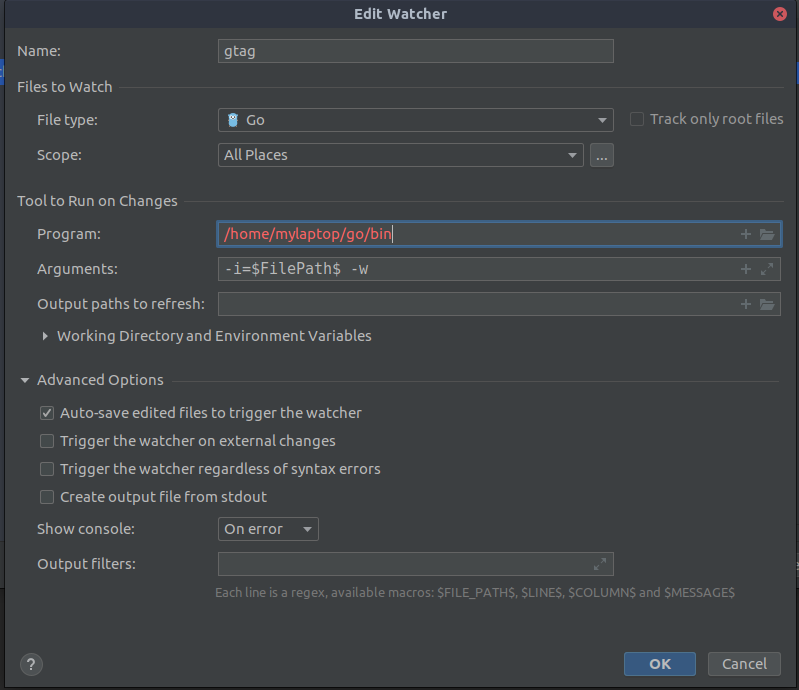 Edit Watcher
Name: gtag
Files to Watch
File type: Go Track only root files
Scope: All Places ...
Tool to Run on Changes
Program: /home/mylaptop/go/bin
Arguments: -i=$FilePath$ -w
Output paths to refresh:
Working Directory and Environment Variables
Advanced Options
Auto-save edited files to trigger the watcher
Trigger the watcher on external changes
Trigger the watcher regardless of syntax errors
Create output file from stdout
Show console: On error
Output filters:
Each line is a regex, available macros: $FILE_PATH$, $LINE$, $COLUMN$ and $MESSAGE$
? OK Cancel